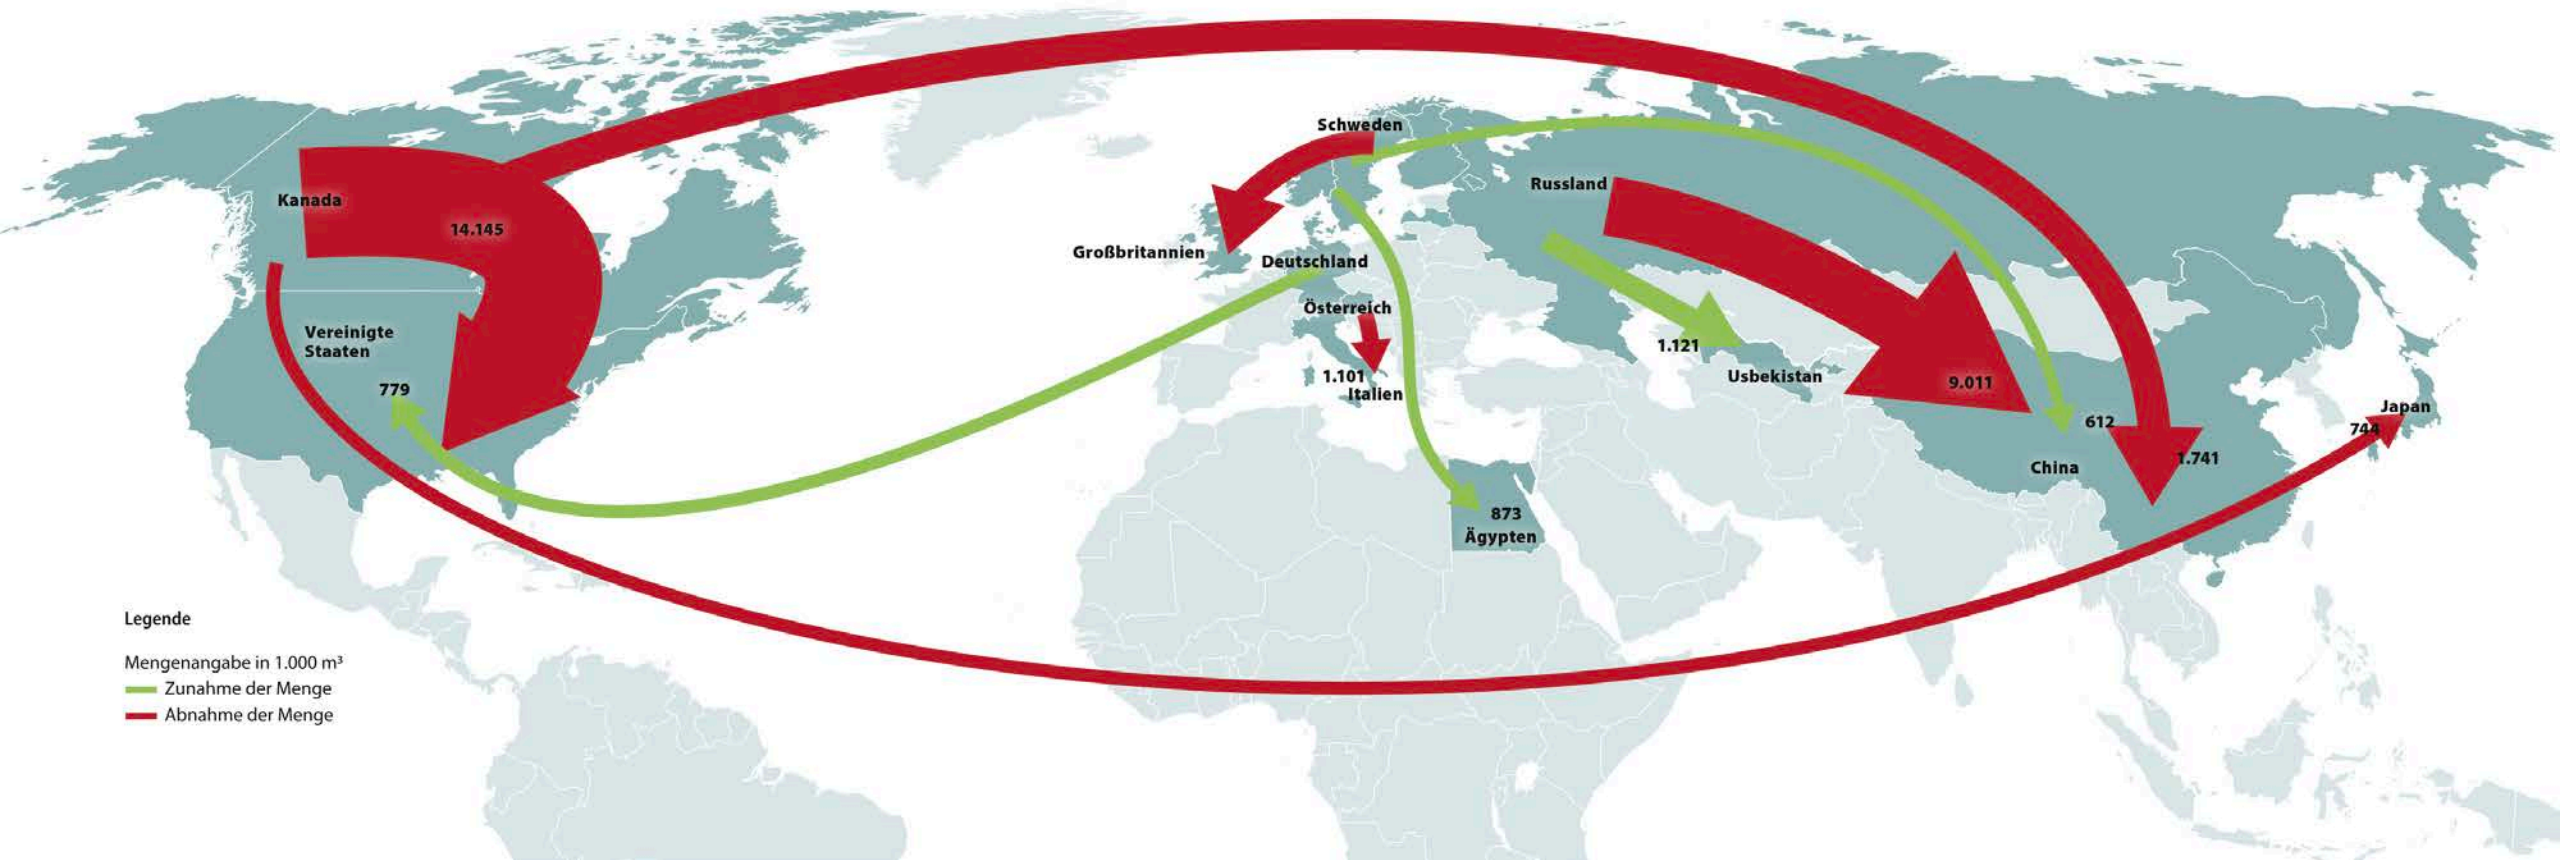 Schweden
Russland
Kanada
14.145
Großbritannien
Deutschland
Österreich
Vereinigte
Staaten
1.121
Usbekistan
1.101
Italien
9.011
779
Japan
612
744
1.741
China
873
Ägypten
Legende
Mengenangabe in 1.000 m³
Zunahme der Menge
Abnahme der Menge